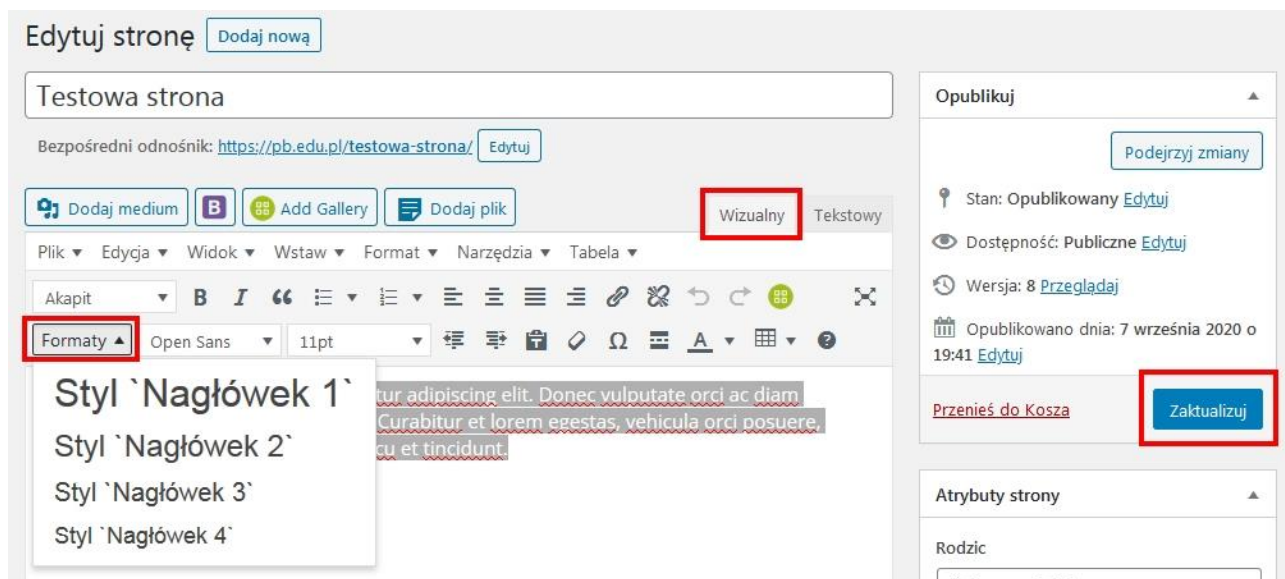 Edytuj stronę Dodaj nową
Testowa strona
Bezpośredni odnośnik: https://pb.edu.pl/testowa-strona/ Edytuj
Dodaj medium B Add Gallery Dodaj plik
Wizualny Tekstowy
Plik Edycja Widok Wstaw Format Narzędzia Tabela
Akapit B I
Formaty Open Sans 11pt Ω A
Styl `Nagłówek 1`
Styl `Nagłówek 2`
Styl `Nagłówek 3`
Styl `Nagłówek 4`
tur adipiscing elit. Donec vulputate orci ac diam
Curabitur et lorem egestas, vehicula orci posuere,
cu et tincidunt.
Opublikuj
Podejrzyj zmiany
Stan: Opublikowany Edytuj
Dostępność: Publiczne Edytuj
Wersja: 8 Przeglądaj
Opublikowano dnia: 7 września 2020 o
19:41 Edytuj
Przenieś do Kosza Zaktualizuj
Atrybuty strony
Rodzic